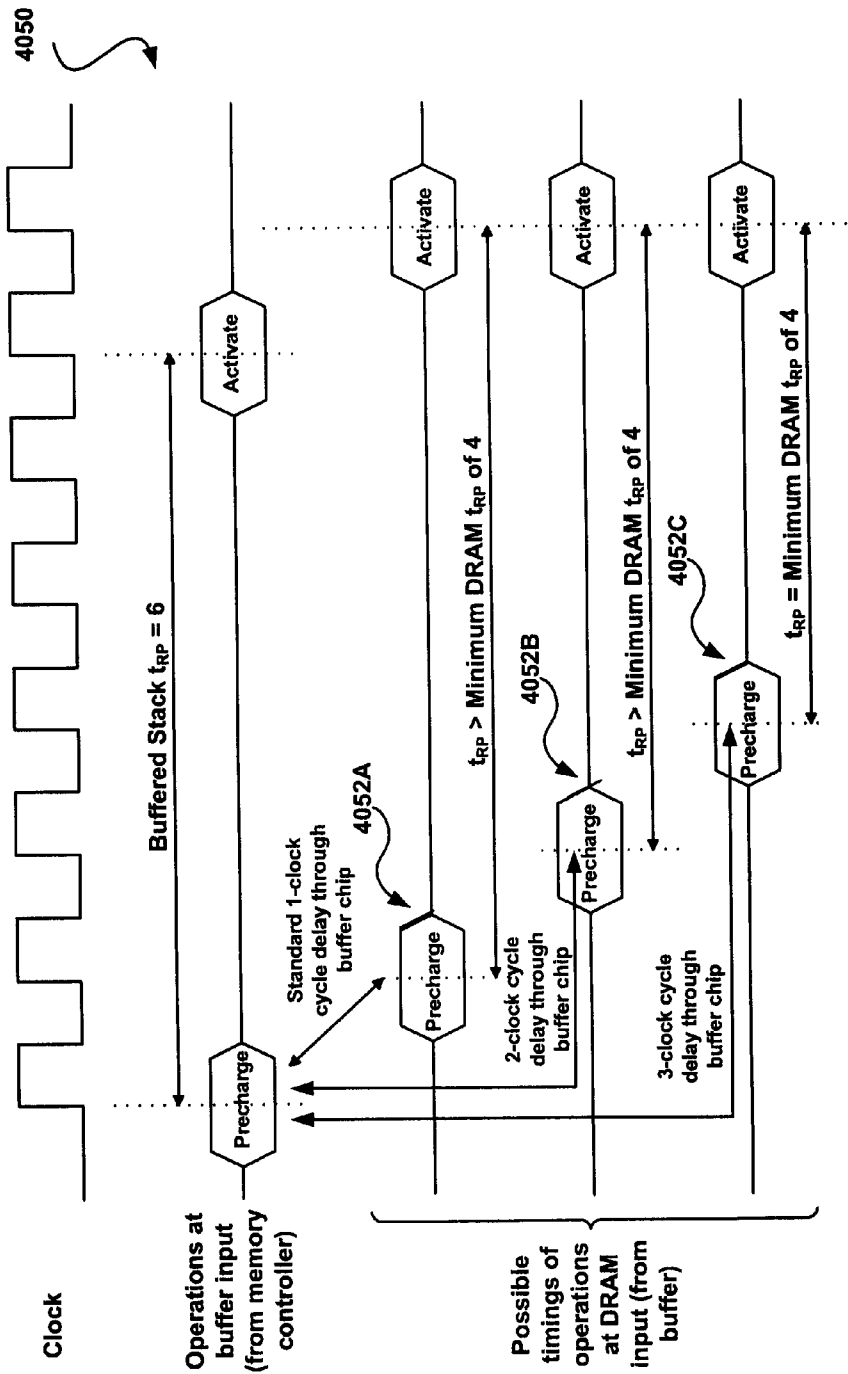 4050
Clock
Operations at
buffer input
(from memory
controller)
Buffered Stack tRP = 6
Precharge
Activate
Standard 1-clock
cycle delay through
buffer chip
4052A
Precharge
Activate
tRP > Minimum DRAM tRP of 4
Possible
timings of
operations
at DRAM
input (from
buffer)
2-clock cycle
delay through
buffer chip
4052B
Precharge
Activate
tRP > Minimum DRAM tRP of 4
3-clock cycle
delay through
buffer chip
4052C
Precharge
Activate
tRP = Minimum DRAM tRP of 4